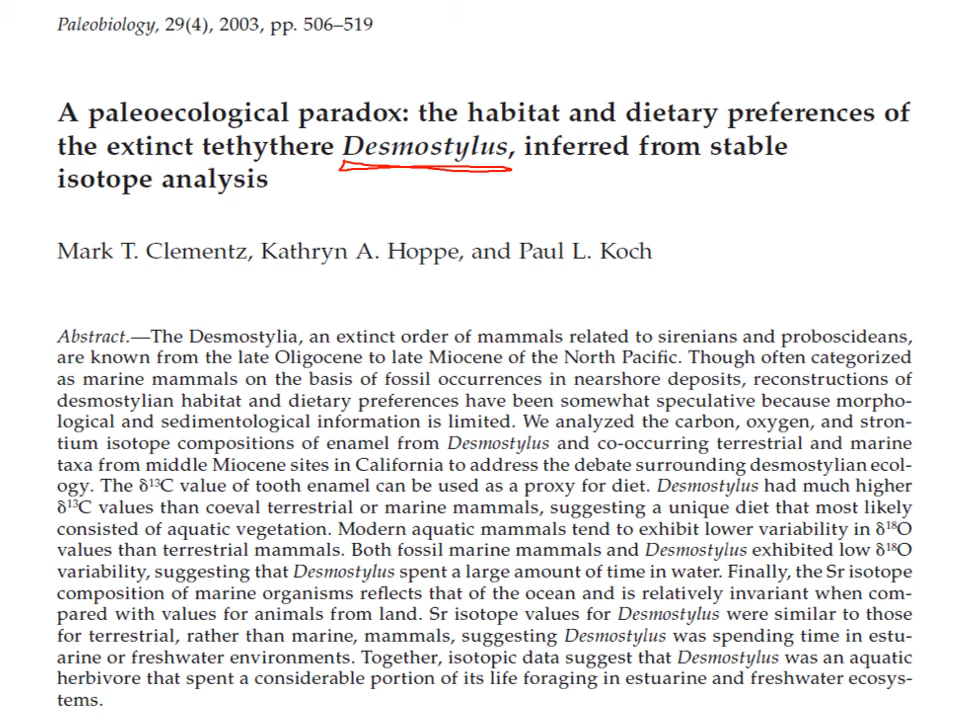 Paleobiology, 29(4), 2003, pp. 506–519
A paleoecological paradox: the habitat and dietary preferences of
the extinct tethythere Desmostylus, inferred from stable
isotope analysis
Mark T. Clementz, Kathryn A. Hoppe, and Paul L. Koch
Abstract.—The Desmostylia, an extinct order of mammals related to sirenians and proboscideans,
are known from the late Oligocene to late Miocene of the North Pacific. Though often categorized
as marine mammals on the basis of fossil occurrences in nearshore deposits, reconstructions of
desmostylian habitat and dietary preferences have been somewhat speculative because morpho-
logical and sedimentological information is limited. We analyzed the carbon, oxygen, and stron-
tium isotope compositions of enamel from Desmostylus and co-occurring terrestrial and marine
taxa from middle Miocene sites in California to address the debate surrounding desmostylian ecol-
ogy. The δ¹³C value of tooth enamel can be used as a proxy for diet. Desmostylus had much higher
δ¹³C values than coeval terrestrial or marine mammals, suggesting a unique diet that most likely
consisted of aquatic vegetation. Modern aquatic mammals tend to exhibit lower variability in δ¹⁸O
values than terrestrial mammals. Both fossil marine mammals and Desmostylus exhibited low δ¹⁸O
variability, suggesting that Desmostylus spent a large amount of time in water. Finally, the Sr isotope
composition of marine organisms reflects that of the ocean and is relatively invariant when com-
pared with values for animals from land. Sr isotope values for Desmostylus were similar to those
for terrestrial, rather than marine, mammals, suggesting Desmostylus was spending time in estu-
arine or freshwater environments. Together, isotopic data suggest that Desmostylus was an aquatic
herbivore that spent a considerable portion of its life foraging in estuarine and freshwater ecosys-
tems.